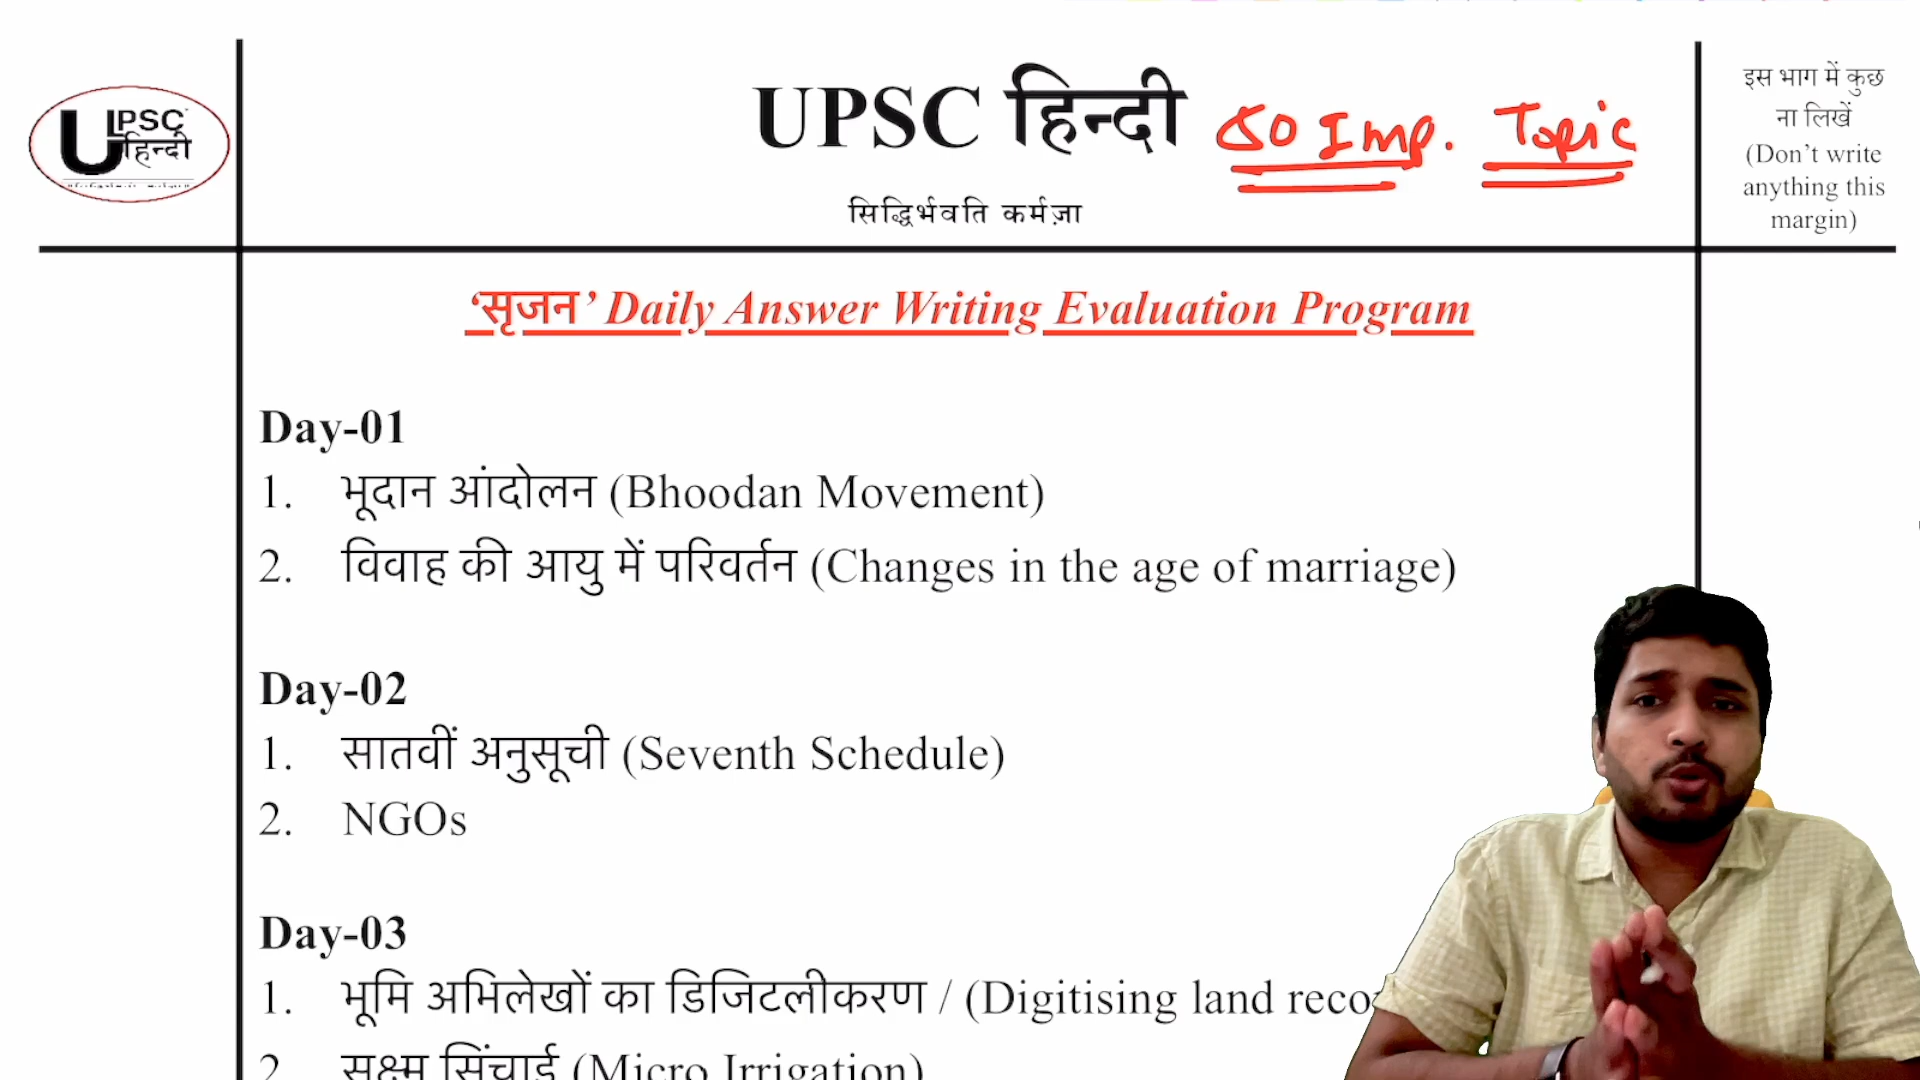 UPSC
हिन्दी
UPSC हिन्दी 50 Imp. Topic
सिद्धिर्भवति कर्मज़ा
इस भाग में कुछ
ना लिखें
(Don't write
anything this
margin)
‘सृजन’ Daily Answer Writing Evaluation Program
Day-01
1. भूदान आंदोलन (Bhoodan Movement)
2. विवाह की आयु में परिवर्तन (Changes in the age of marriage)
Day-02
1. सातवीं अनुसूची (Seventh Schedule)
2. NGOs
Day-03
1. भूमि अभिलेखों का डिजिटलीकरण / (Digitising land reco
2. सूक्ष्म सिंचाई (Micro Irrigation)